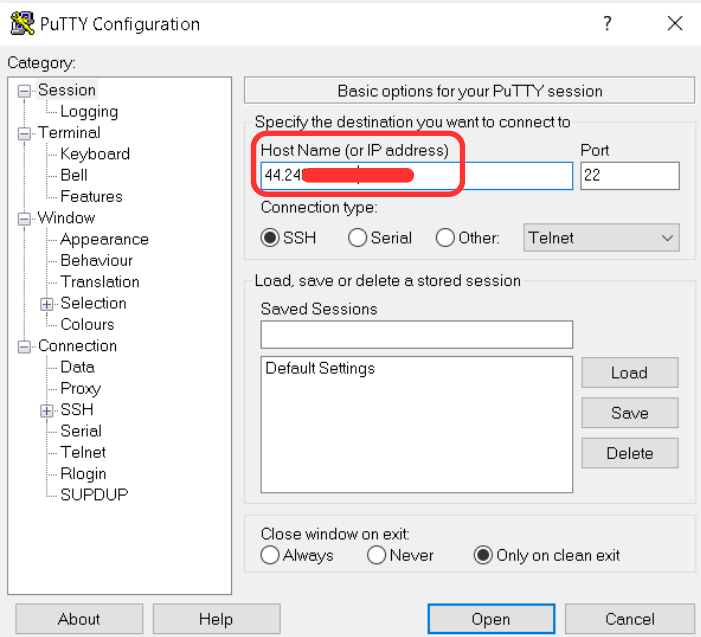 PuTTY Configuration
?
Category:
Session
Logging
Terminal
Keyboard
Bell
Features
Window
Appearance
Behaviour
Translation
Selection
Colours
Connection
Data
Proxy
SSH
Serial
Telnet
Rlogin
SUPDUP
Basic options for your PuTTY session
Specify the destination you want to connect to
Host Name (or IP address) Port
44.24 22
Connection type:
SSH Serial Other: Telnet
Load, save or delete a stored session
Saved Sessions
Default Settings
Load
Save
Delete
Close window on exit:
Always Never Only on clean exit
About Help Open Cancel